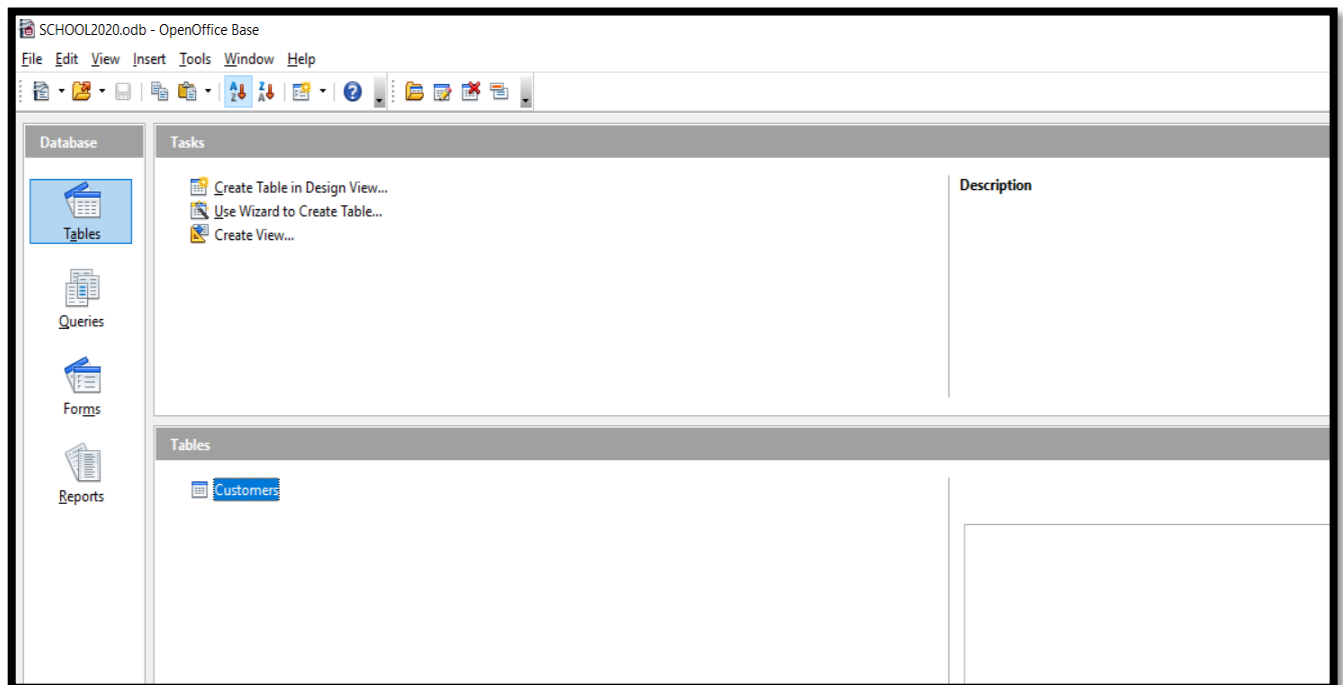 SCHOOL2020.odb - OpenOffice Base
File Edit View Insert Tools Window Help
Database
Tables
Queries
Forms
Reports
Tasks
Create Table in Design View...
Use Wizard to Create Table...
Create View...
Description
Tables
Customers